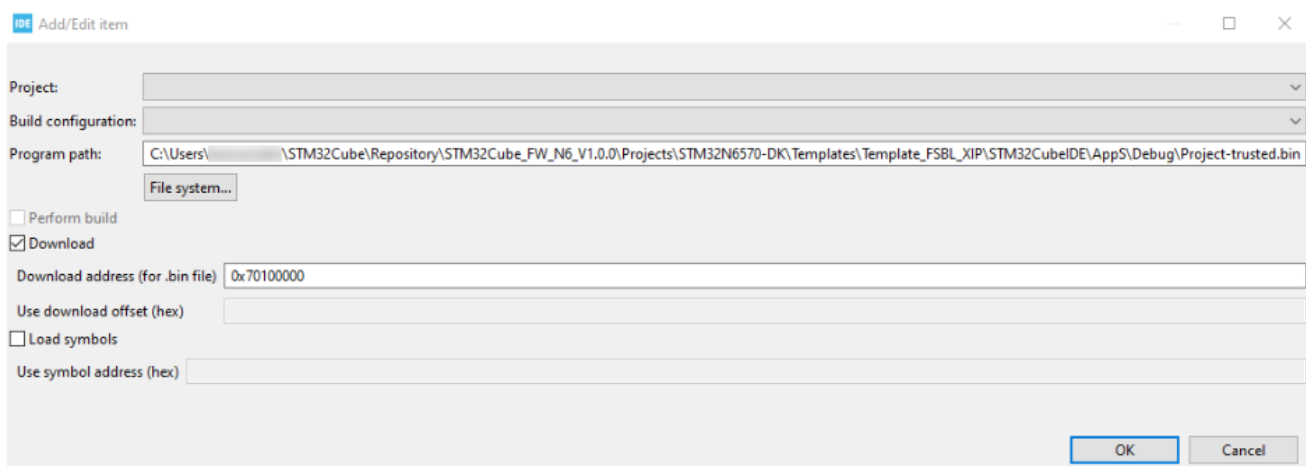 IDE Add/Edit item
Project:
Build configuration:
Program path: C:\Users\ \STM32Cube\Repository\STM32Cube_FW_N6_V1.0.0\Projects\STM32N6570-DK\Templates\Template_FSBL_XIP\STM32CubeIDE\AppS\Debug\Project-trusted.bin
File system...
Perform build
Download
Download address (for .bin file) 0x70100000
Use download offset (hex)
Load symbols
Use symbol address (hex)
OK Cancel